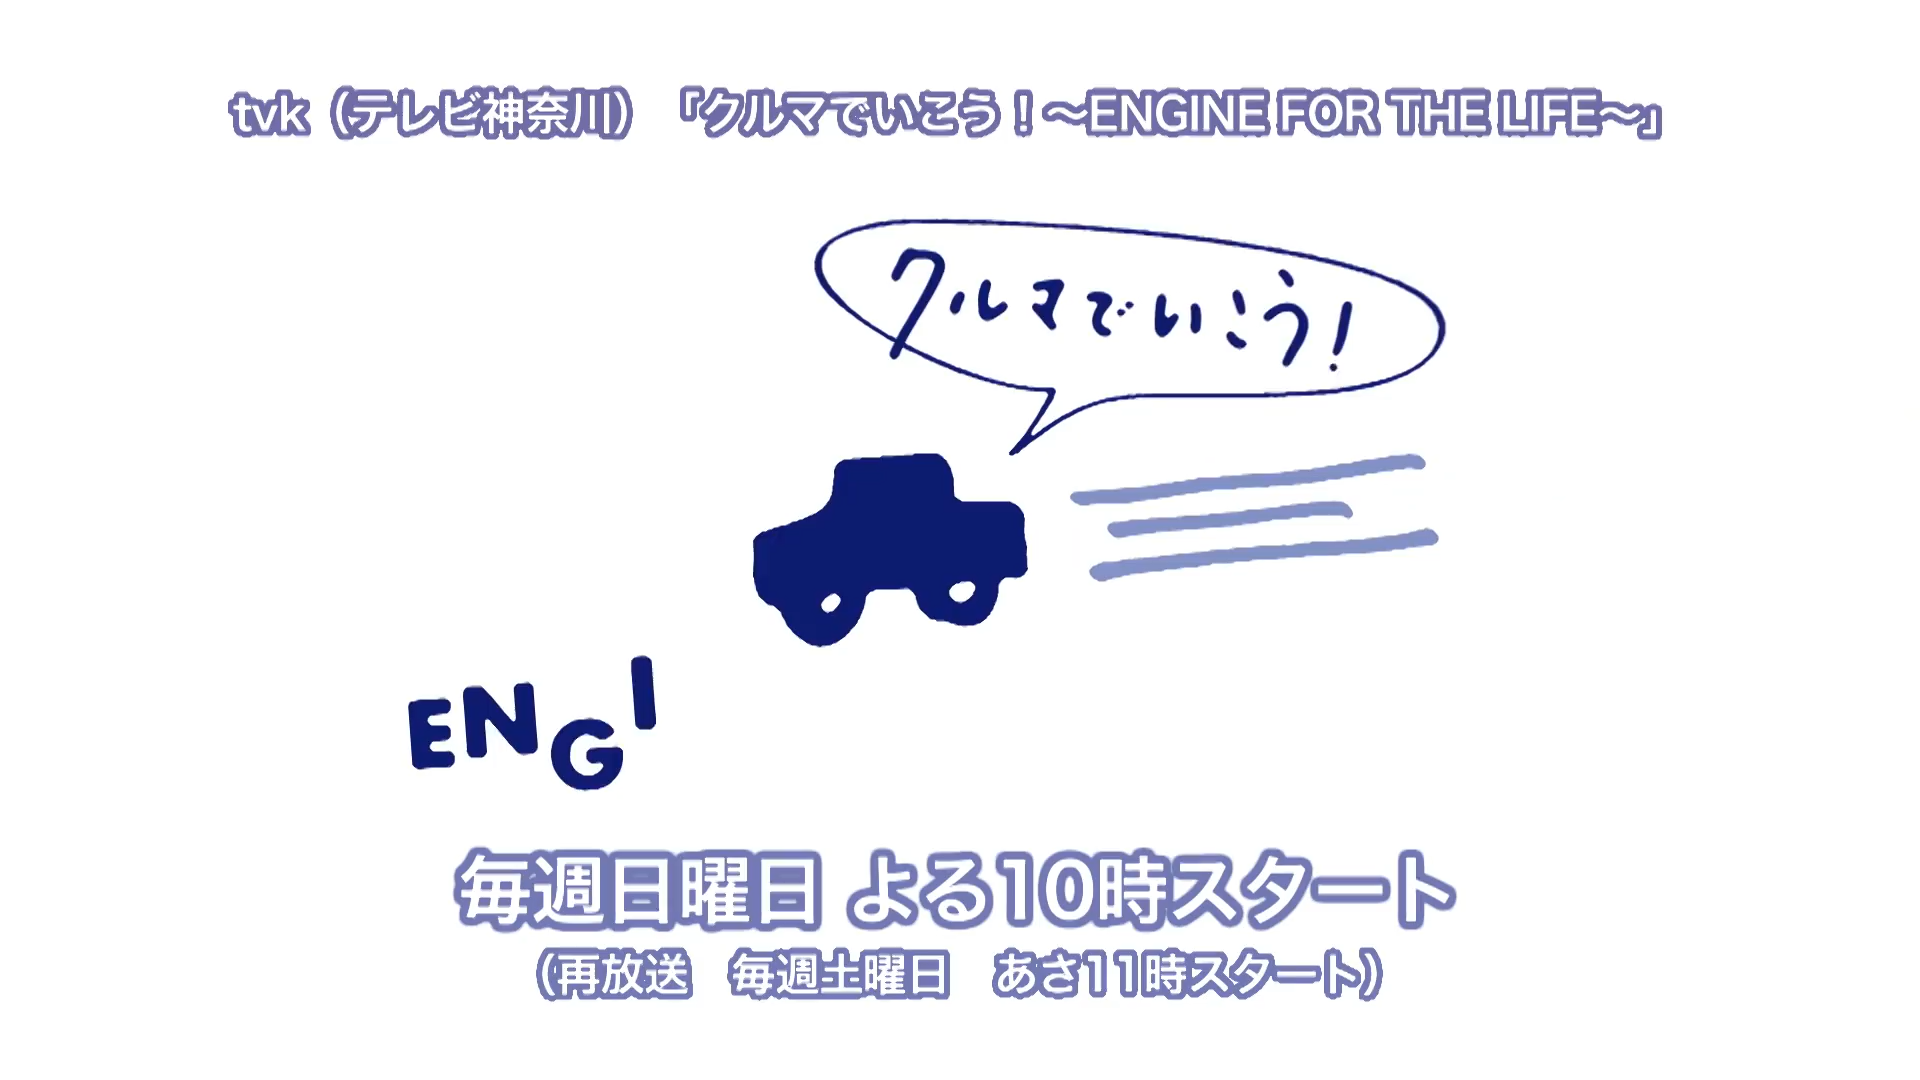 tvk（テレビ神奈川）「クルマでいこう！～ENGINE FOR THE LIFE～」
クルマでいこう!
ENGI
毎週日曜日 よる10時スタート
（再放送　毎週土曜日　あさ11時スタート）